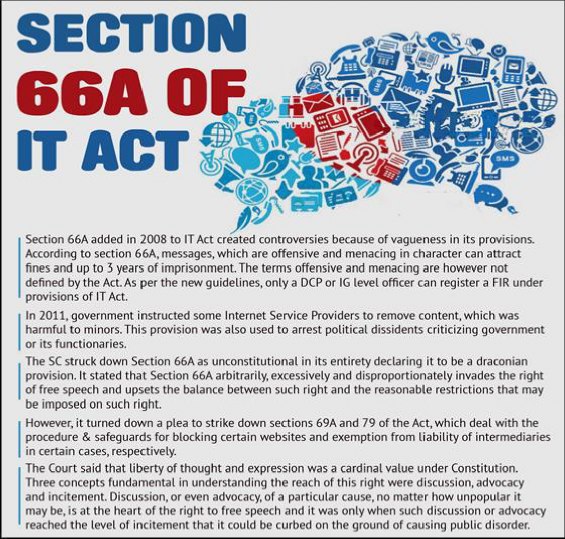 SECTION
66A OF
IT ACT
SMS
Section 66A added in 2008 to IT Act created controversies because of vagueness in its provisions.
According to section 66A, messages, which are offensive and menacing in character can attract
fines and up to 3 years of imprisonment. The terms offensive and menacing are however not
defined by the Act. As per the new guidelines, only a DCP or IG level officer can register a FIR under
provisions of IT Act.
In 2011, government instructed some Internet Service Providers to remove content, which was
harmful to minors. This provision was also used to arrest political dissidents criticizing government
or its functionaries.
The SC struck down Section 66A as unconstitutional in its entirety declaring it to be a draconian
provision. It stated that Section 66A arbitrarily, excessively and disproportionately invades the right
of free speech and upsets the balance between such right and the reasonable restrictions that may
be imposed on such right.
However, it turned down a plea to strike down sections 69A and 79 of the Act, which deal with the
procedure & safeguards for blocking certain websites and exemption from liability of intermediaries
in certain cases, respectively.
The Court said that liberty of thought and expression was a cardinal value under Constitution.
Three concepts fundamental in understanding the reach of this right were discussion, advocacy
and incitement. Discussion, or even advocacy, of a particular cause, no matter how unpopular it
may be, is at the heart of the right to free speech and it was only when such discussion or advocacy
reached the level of incitement that it could be curbed on the ground of causing public disorder.